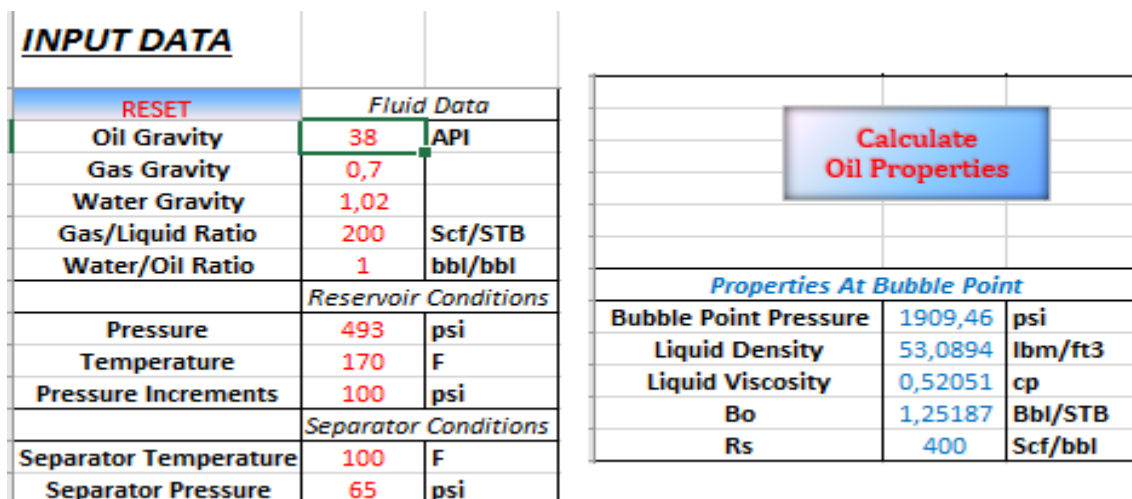 INPUT DATA
RESET Fluid Data
Oil Gravity 38 API
Gas Gravity 0,7
Water Gravity 1,02
Gas/Liquid Ratio 200 Scf/STB
Water/Oil Ratio 1 bbl/bbl
Reservoir Conditions
Pressure 493 psi
Temperature 170 F
Pressure Increments 100 psi
Separator Conditions
Separator Temperature 100 F
Separator Pressure 65 psi
Calculate
Oil Properties
Properties At Bubble Point
Bubble Point Pressure 1909,46 psi
Liquid Density 53,0894 lbm/ft3
Liquid Viscosity 0,52051 cp
Bo 1,25187 Bbl/STB
Rs 400 Scf/bbl